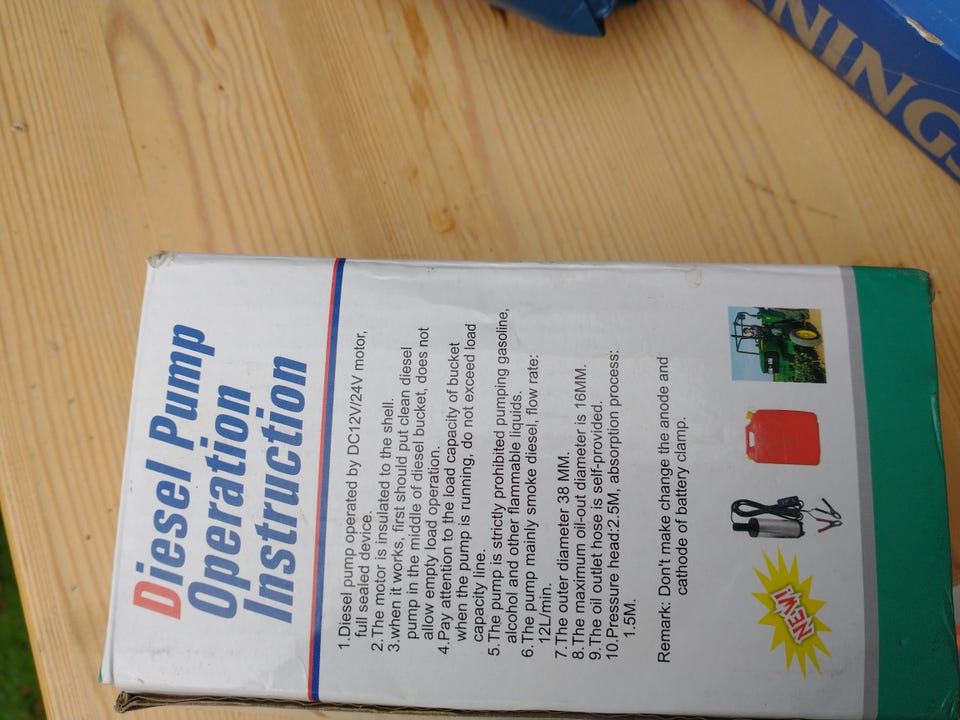 Diesel Pump
Operation
Instruction
1.Diesel pump operated by DC12V/24V motor,
full sealed device.
2.The motor is insulated to the shell.
3.when it works, first should put clean diesel
pump in the middle of diesel bucket, does not
allow empty load operation.
4.Pay attention to the load capacity of bucket
when the pump is running, do not exceed load
capacity line.
5.The pump is strictly prohibited pumping gasoline,
alcohol and other flammable liquids.
6.The pump mainly smoke diesel, flow rate:
12L/min.
7.The outer diameter 38 MM.
8.The maximum oil-out diameter is 16MM.
9.The oil outlet hose is self-provided.
10.Pressure head:2.5M, absorption process:
1.5M.
Remark: Don't make change the anode and
cathode of battery clamp.
NEW!
NINGS